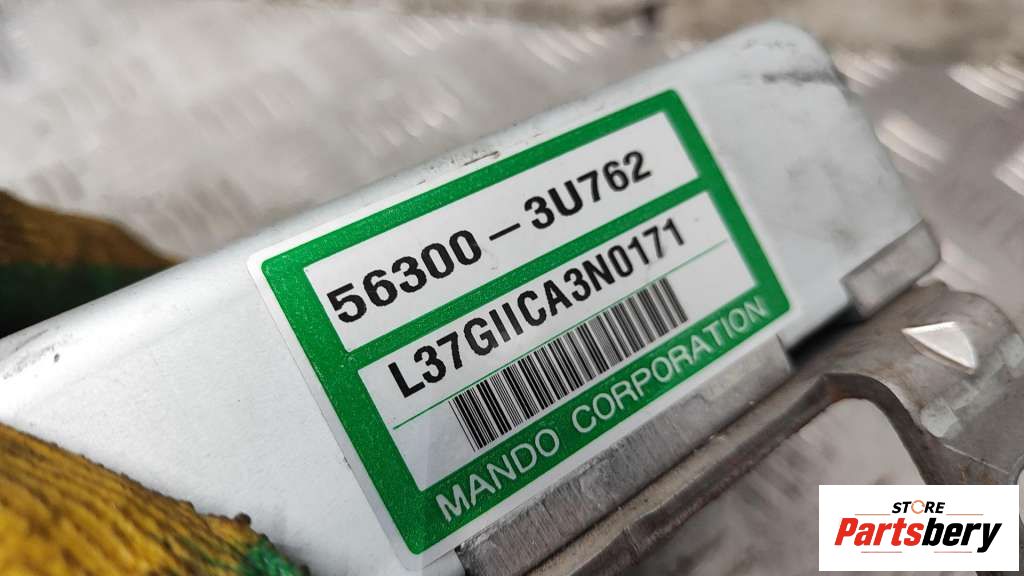 56300-3U762
L37GIICA3N0171
MANDO CORPORATION
STORE
Partsbery